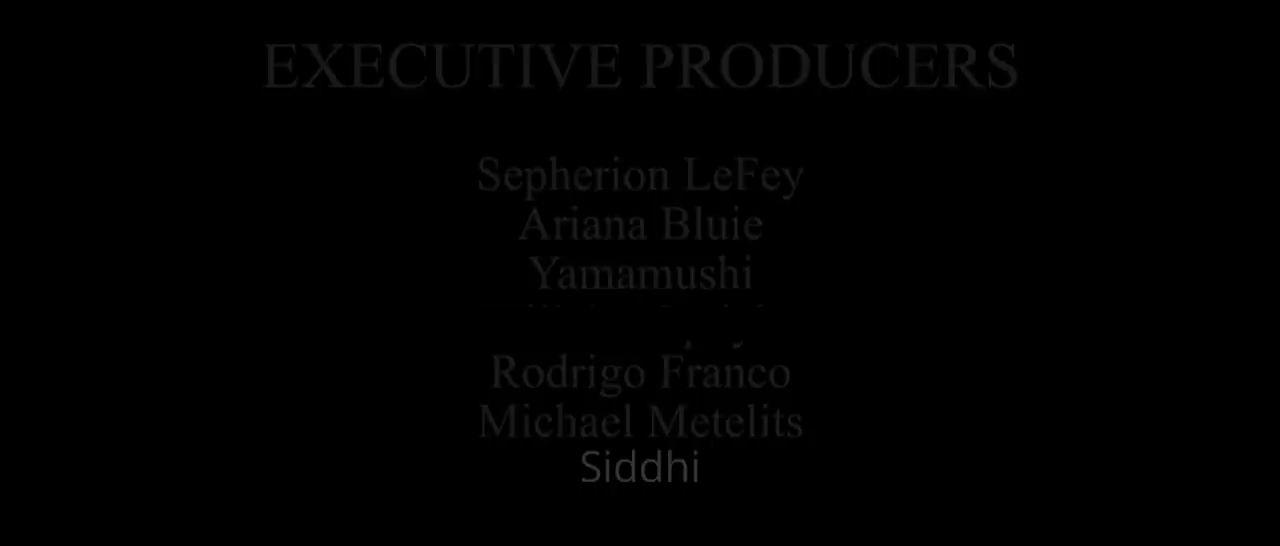 EXECUTIVE PRODUCERS
Sepherion LeFey
Ariana Bluie
Yamamushi
Rodrigo Franco
Michael Metelits
Siddhi